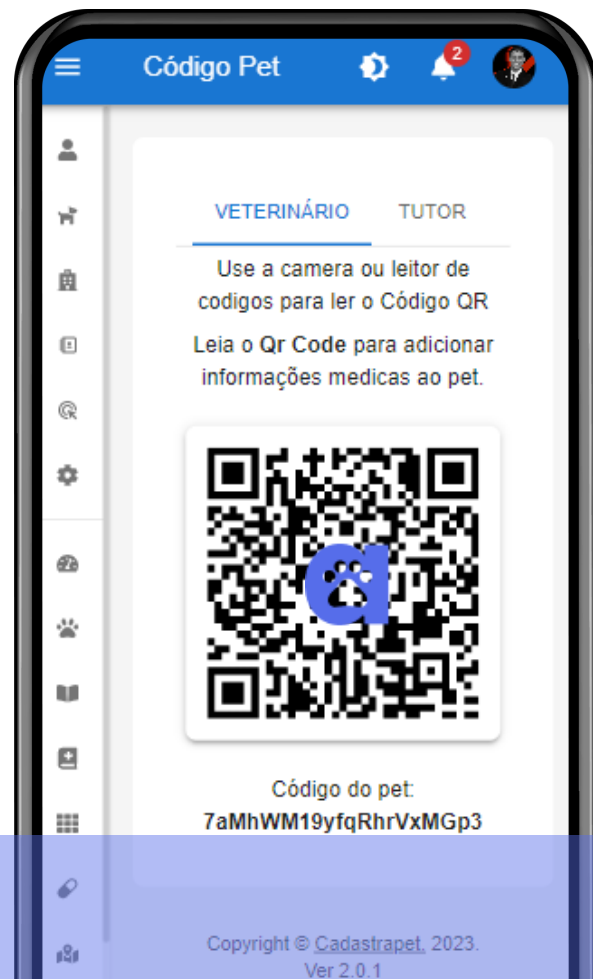 Código Pet
2
VETERINÁRIO TUTOR
Use a camera ou leitor de
codigos para ler o Código QR
Leia o Qr Code para adicionar
informações medicas ao pet.
Código do pet:
7aMhWM19yfqRhrVxMGp3
Copyright © Cadastrapet, 2023.
Ver 2.0.1